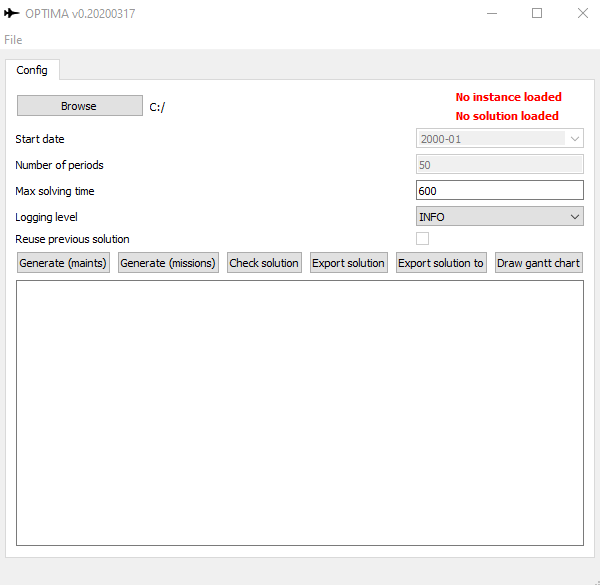 OPTIMA v0.20200317
File
Config
Browse C:/ No instance loaded
No solution loaded
Start date 2000-01
Number of periods 50
Max solving time 600
Logging level INFO
Reuse previous solution
Generate (maints) Generate (missions) Check solution Export solution Export solution to Draw gantt chart